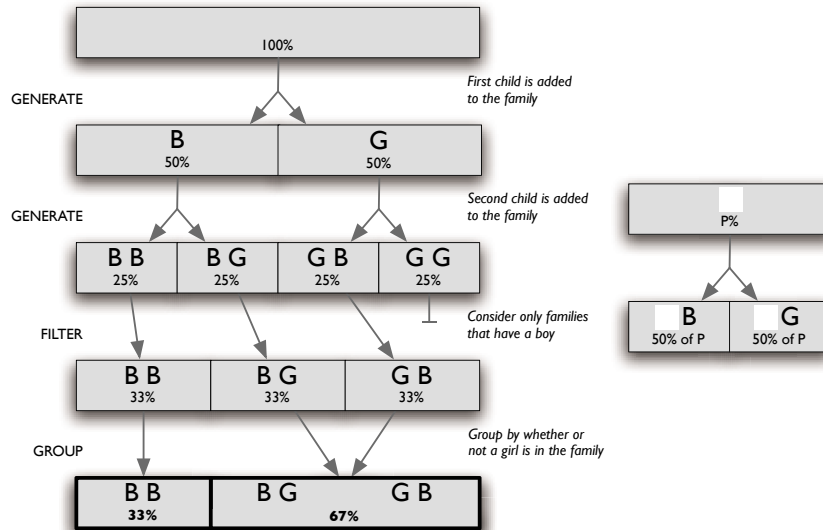 100%
GENERATE
First child is added
to the family
B G
50% 50%
GENERATE
Second child is added
to the family
B B B G G B G G
25% 25% 25% 25%
FILTER
Consider only families
that have a boy
B B B G G B
33% 33% 33%
GROUP
Group by whether or
not a girl is in the family
B B B G G B
33% 67%
P%
B G
50% of P 50% of P